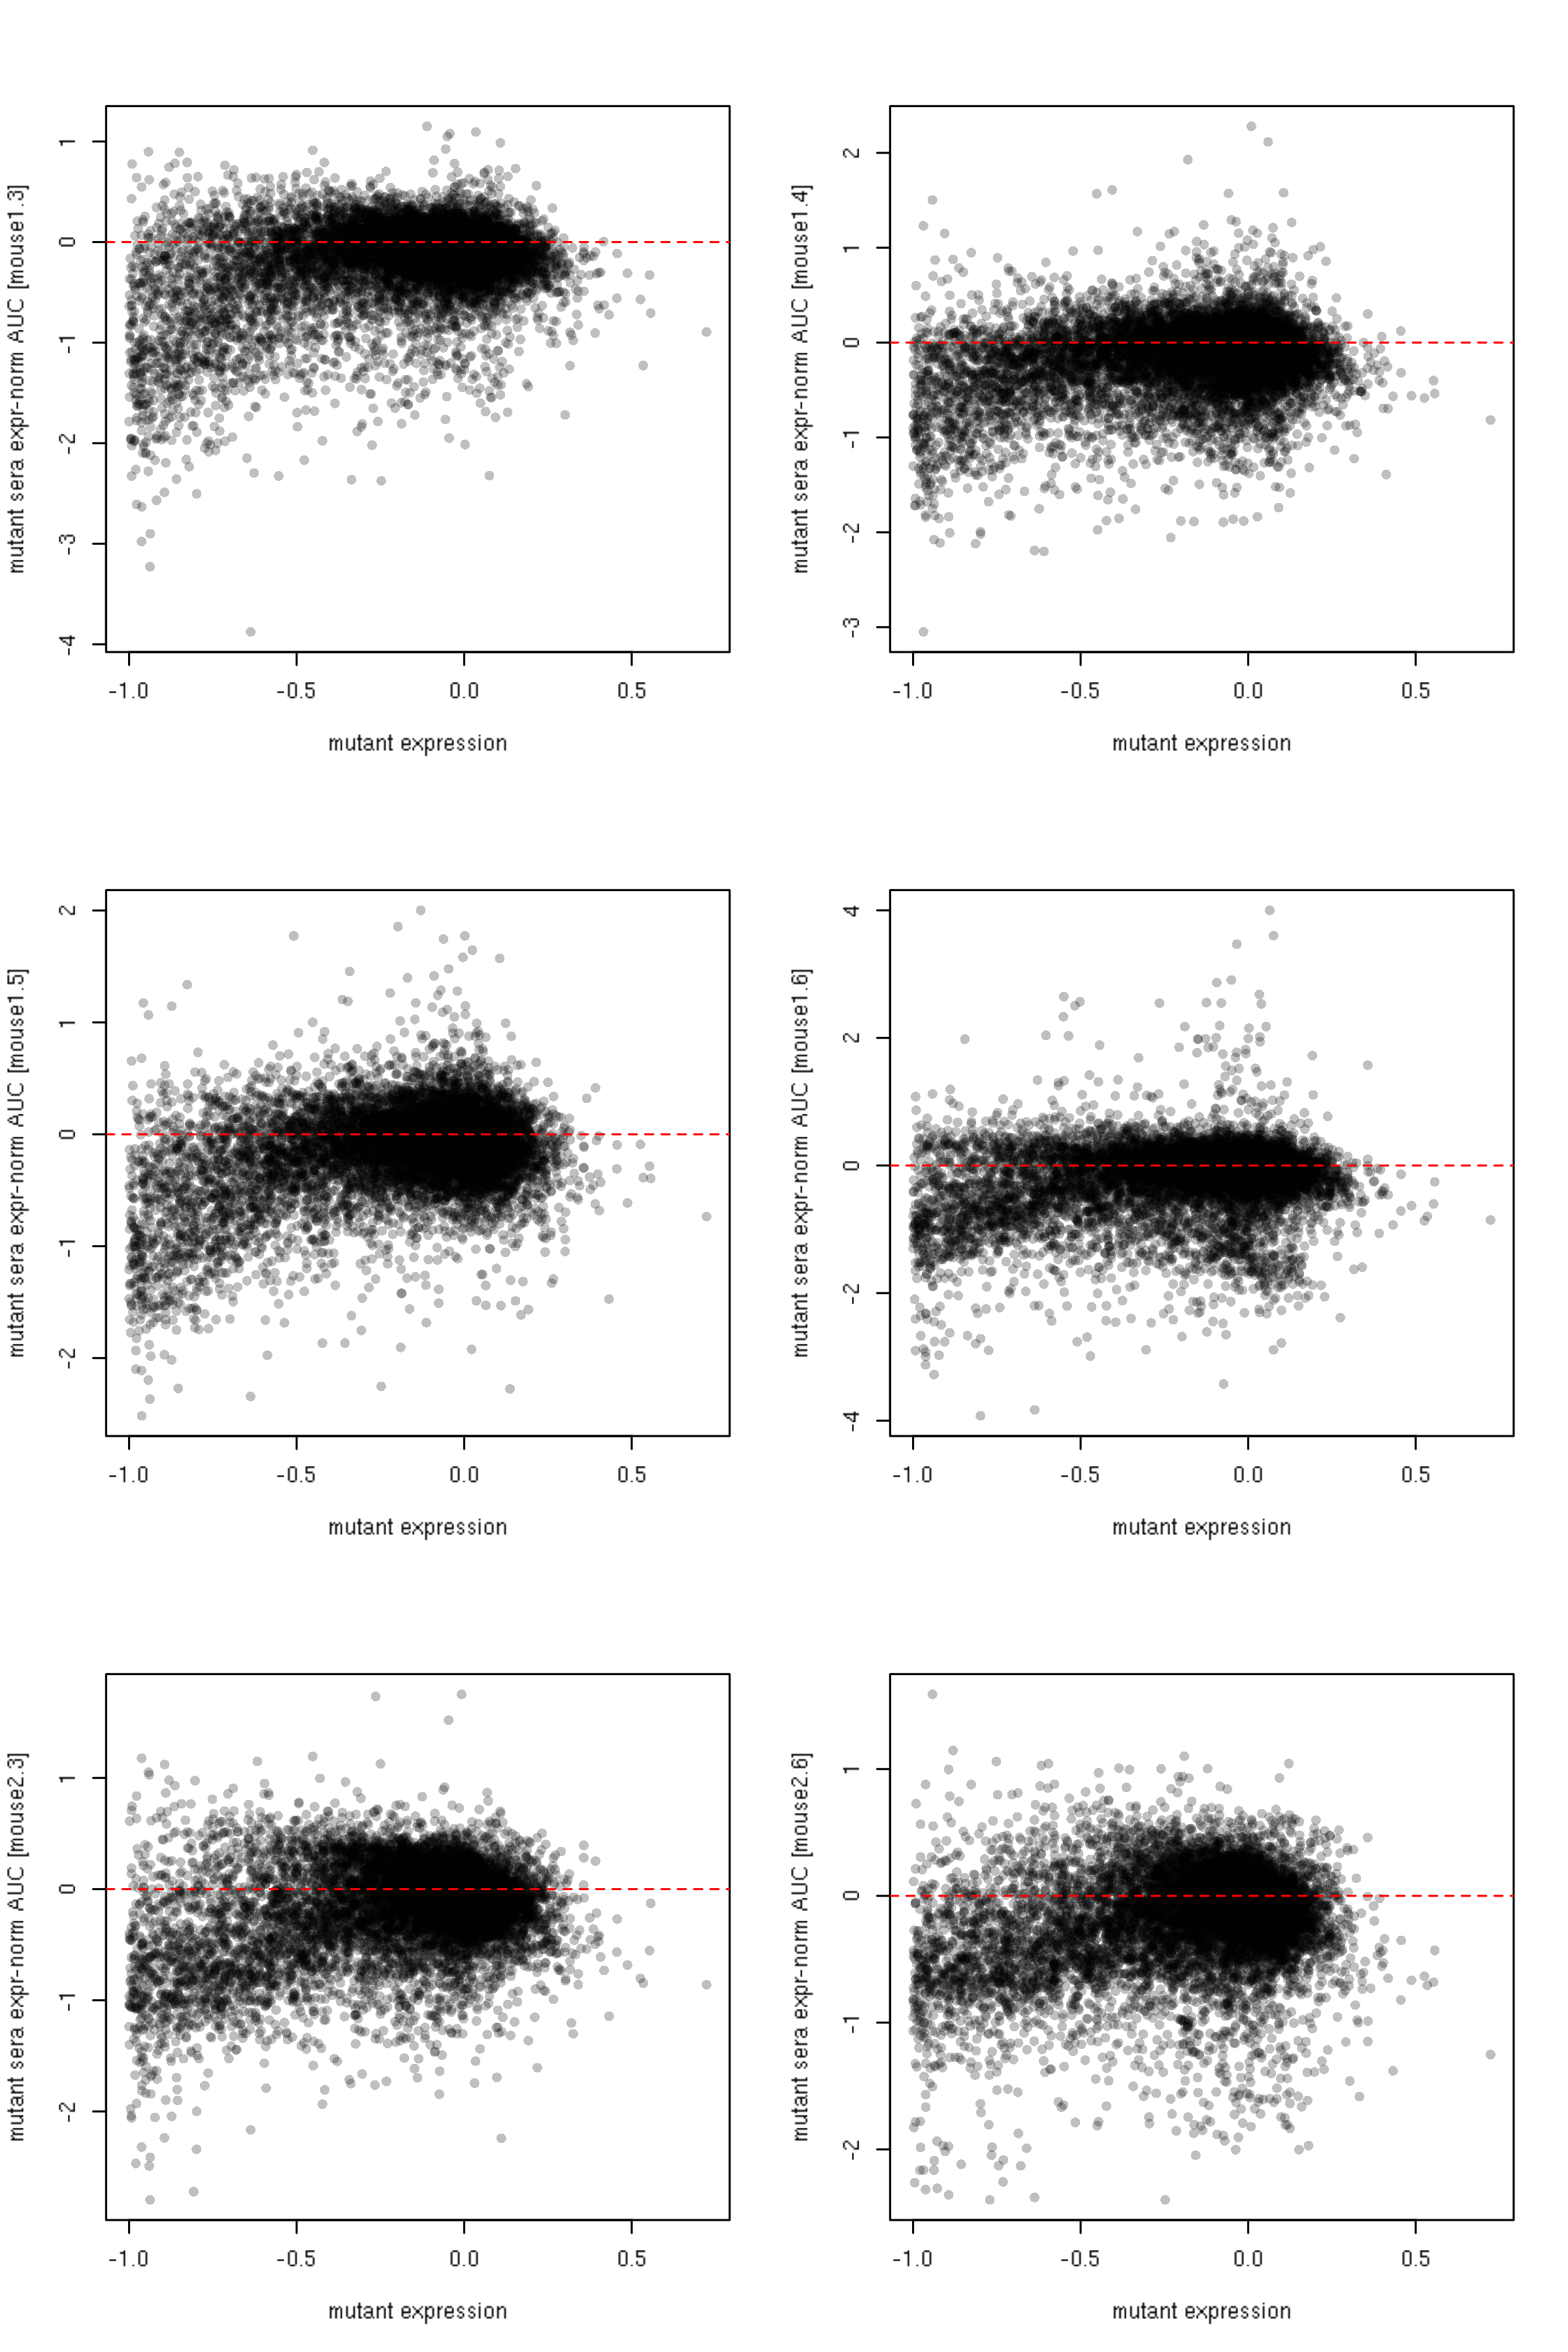 mutant sera expr-norm AUC [mouse1.3]
1
0
-1
-2
-3
-4
-1.0 -0.5 0.0 0.5
mutant expression
mutant sera expr-norm AUC [mouse1.4]
2
1
0
-1
-2
-3
-1.0 -0.5 0.0 0.5
mutant expression
mutant sera expr-norm AUC [mouse1.5]
2
1
0
-1
-2
-1.0 -0.5 0.0 0.5
mutant expression
mutant sera expr-norm AUC [mouse1.6]
4
2
0
-2
-4
-1.0 -0.5 0.0 0.5
mutant expression
mutant sera expr-norm AUC [mouse2.3]
1
0
-1
-2
-1.0 -0.5 0.0 0.5
mutant expression
mutant sera expr-norm AUC [mouse2.6]
1
0
-1
-2
-1.0 -0.5 0.0 0.5
mutant expression